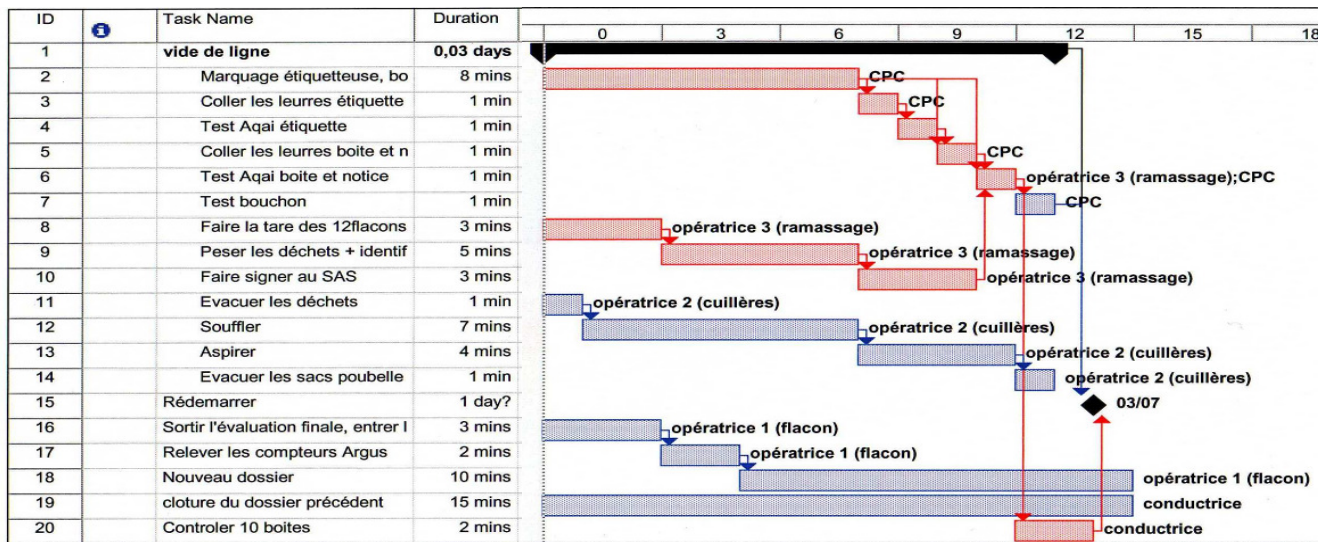 ID Task Name Duration
0 3 6 9 12 15 18
1 vide de ligne 0,03 days
2 Marquage étiquetteuse, bo 8 mins CPC
3 Coller les leurres étiquette 1 min CPC
4 Test Aqai étiquette 1 min
5 Coller les leurres boite et n 1 min CPC
6 Test Aqai boite et notice 1 min opératrice 3 (ramassage);CPC
7 Test bouchon 1 min CPC
8 Faire la tare des 12flacons 3 mins opératrice 3 (ramassage)
9 Peser les déchets + identif 5 mins opératrice 3 (ramassage)
10 Faire signer au SAS 3 mins opératrice 3 (ramassage)
11 Evacuer les déchets 1 min opératrice 2 (cuillères)
12 Souffler 7 mins opératrice 2 (cuillères)
13 Aspirer 4 mins opératrice 2 (cuillères)
14 Evacuer les sacs poubelle 1 min opératrice 2 (cuillères)
15 Rédemarrer 1 day? 03/07
16 Sortir l'évaluation finale, entrer l 3 mins opératrice 1 (flacon)
17 Relever les compteurs Argus 2 mins opératrice 1 (flacon)
18 Nouveau dossier 10 mins opératrice 1 (flacon)
19 cloture du dossier précédent 15 mins conductrice
20 Controler 10 boites 2 mins conductrice